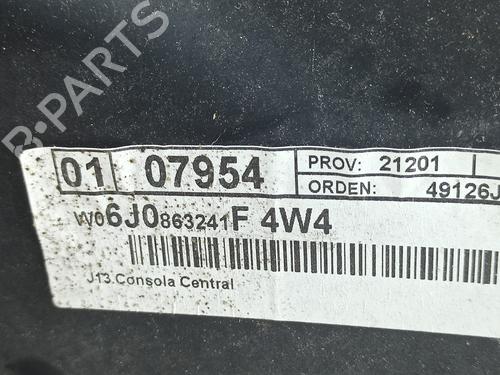 B-PARTS
01 07954 PROV: 21201
ORDEN: 49126J
W06J0863241F 4W4
J13.Consola Central